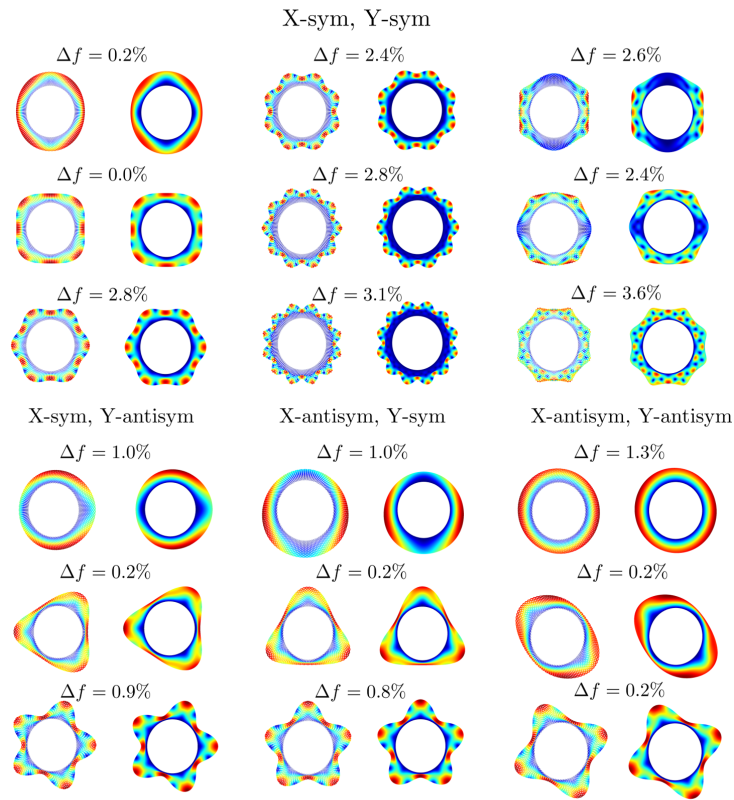 X-sym, Y-sym
Δf = 0.2% Δf = 2.4% Δf = 2.6%
Δf = 0.0% Δf = 2.8% Δf = 2.4%
Δf = 2.8% Δf = 3.1% Δf = 3.6%
X-sym, Y-antisym X-antisym, Y-sym X-antisym, Y-antisym
Δf = 1.0% Δf = 1.0% Δf = 1.3%
Δf = 0.2% Δf = 0.2% Δf = 0.2%
Δf = 0.9% Δf = 0.8% Δf = 0.2%